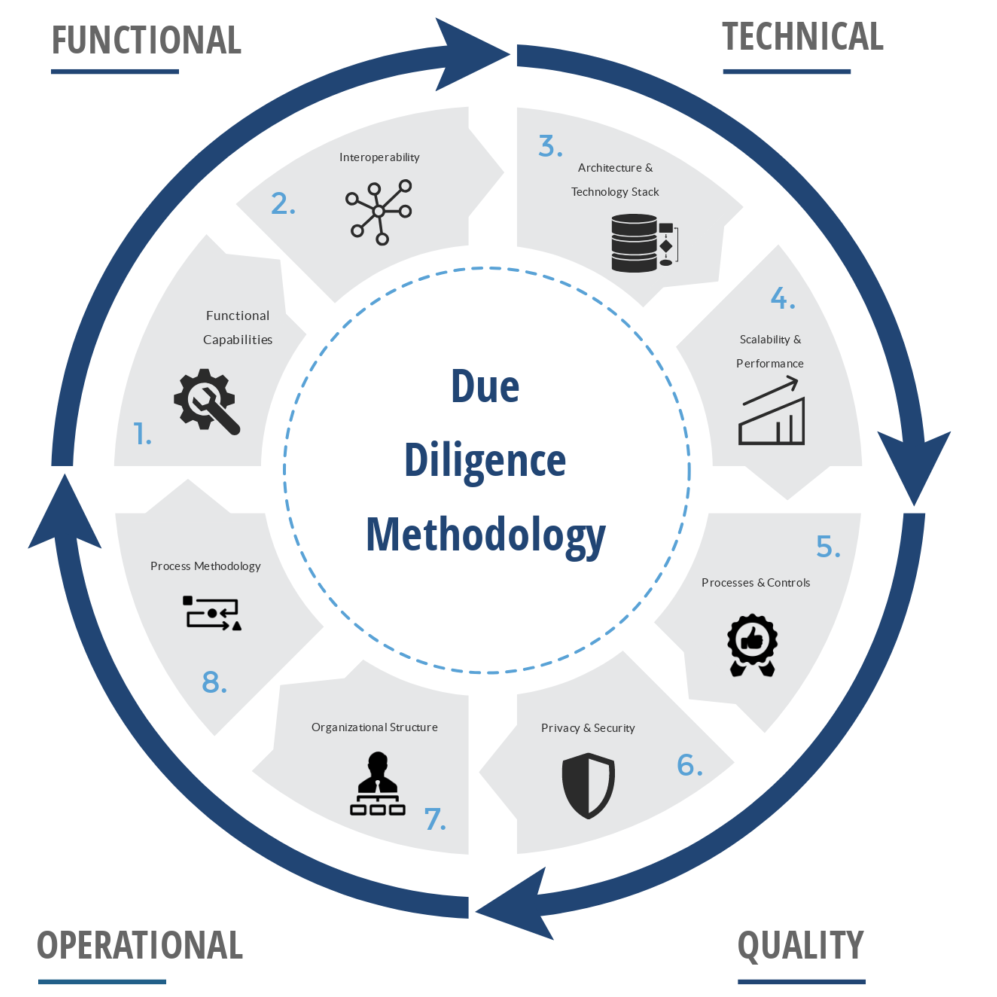 FUNCTIONAL
TECHNICAL
1.
Functional
Capabilities
2.
Interoperability
3.
Architecture &
Technology Stack
4.
Scalability &
Performance
Due
Diligence
Methodology
5.
Processes & Controls
6.
Privacy & Security
7.
Organizational Structure
8.
Process Methodology
OPERATIONAL
QUALITY